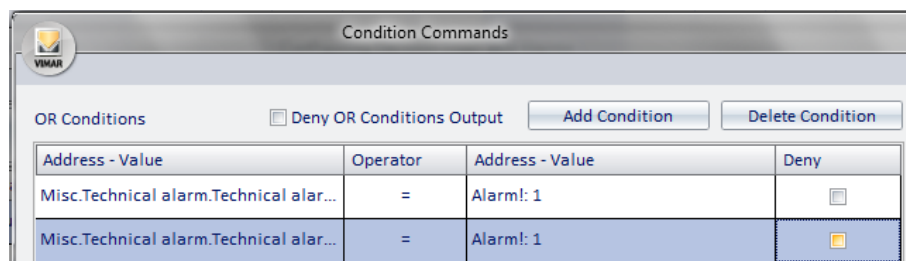 Condition Commands
VIMAR
OR Conditions Deny OR Conditions Output Add Condition Delete Condition
Address - Value Operator Address - Value Deny
Misc.Technical alarm.Technical alar... = Alarm!: 1
Misc.Technical alarm.Technical alar... = Alarm!: 1